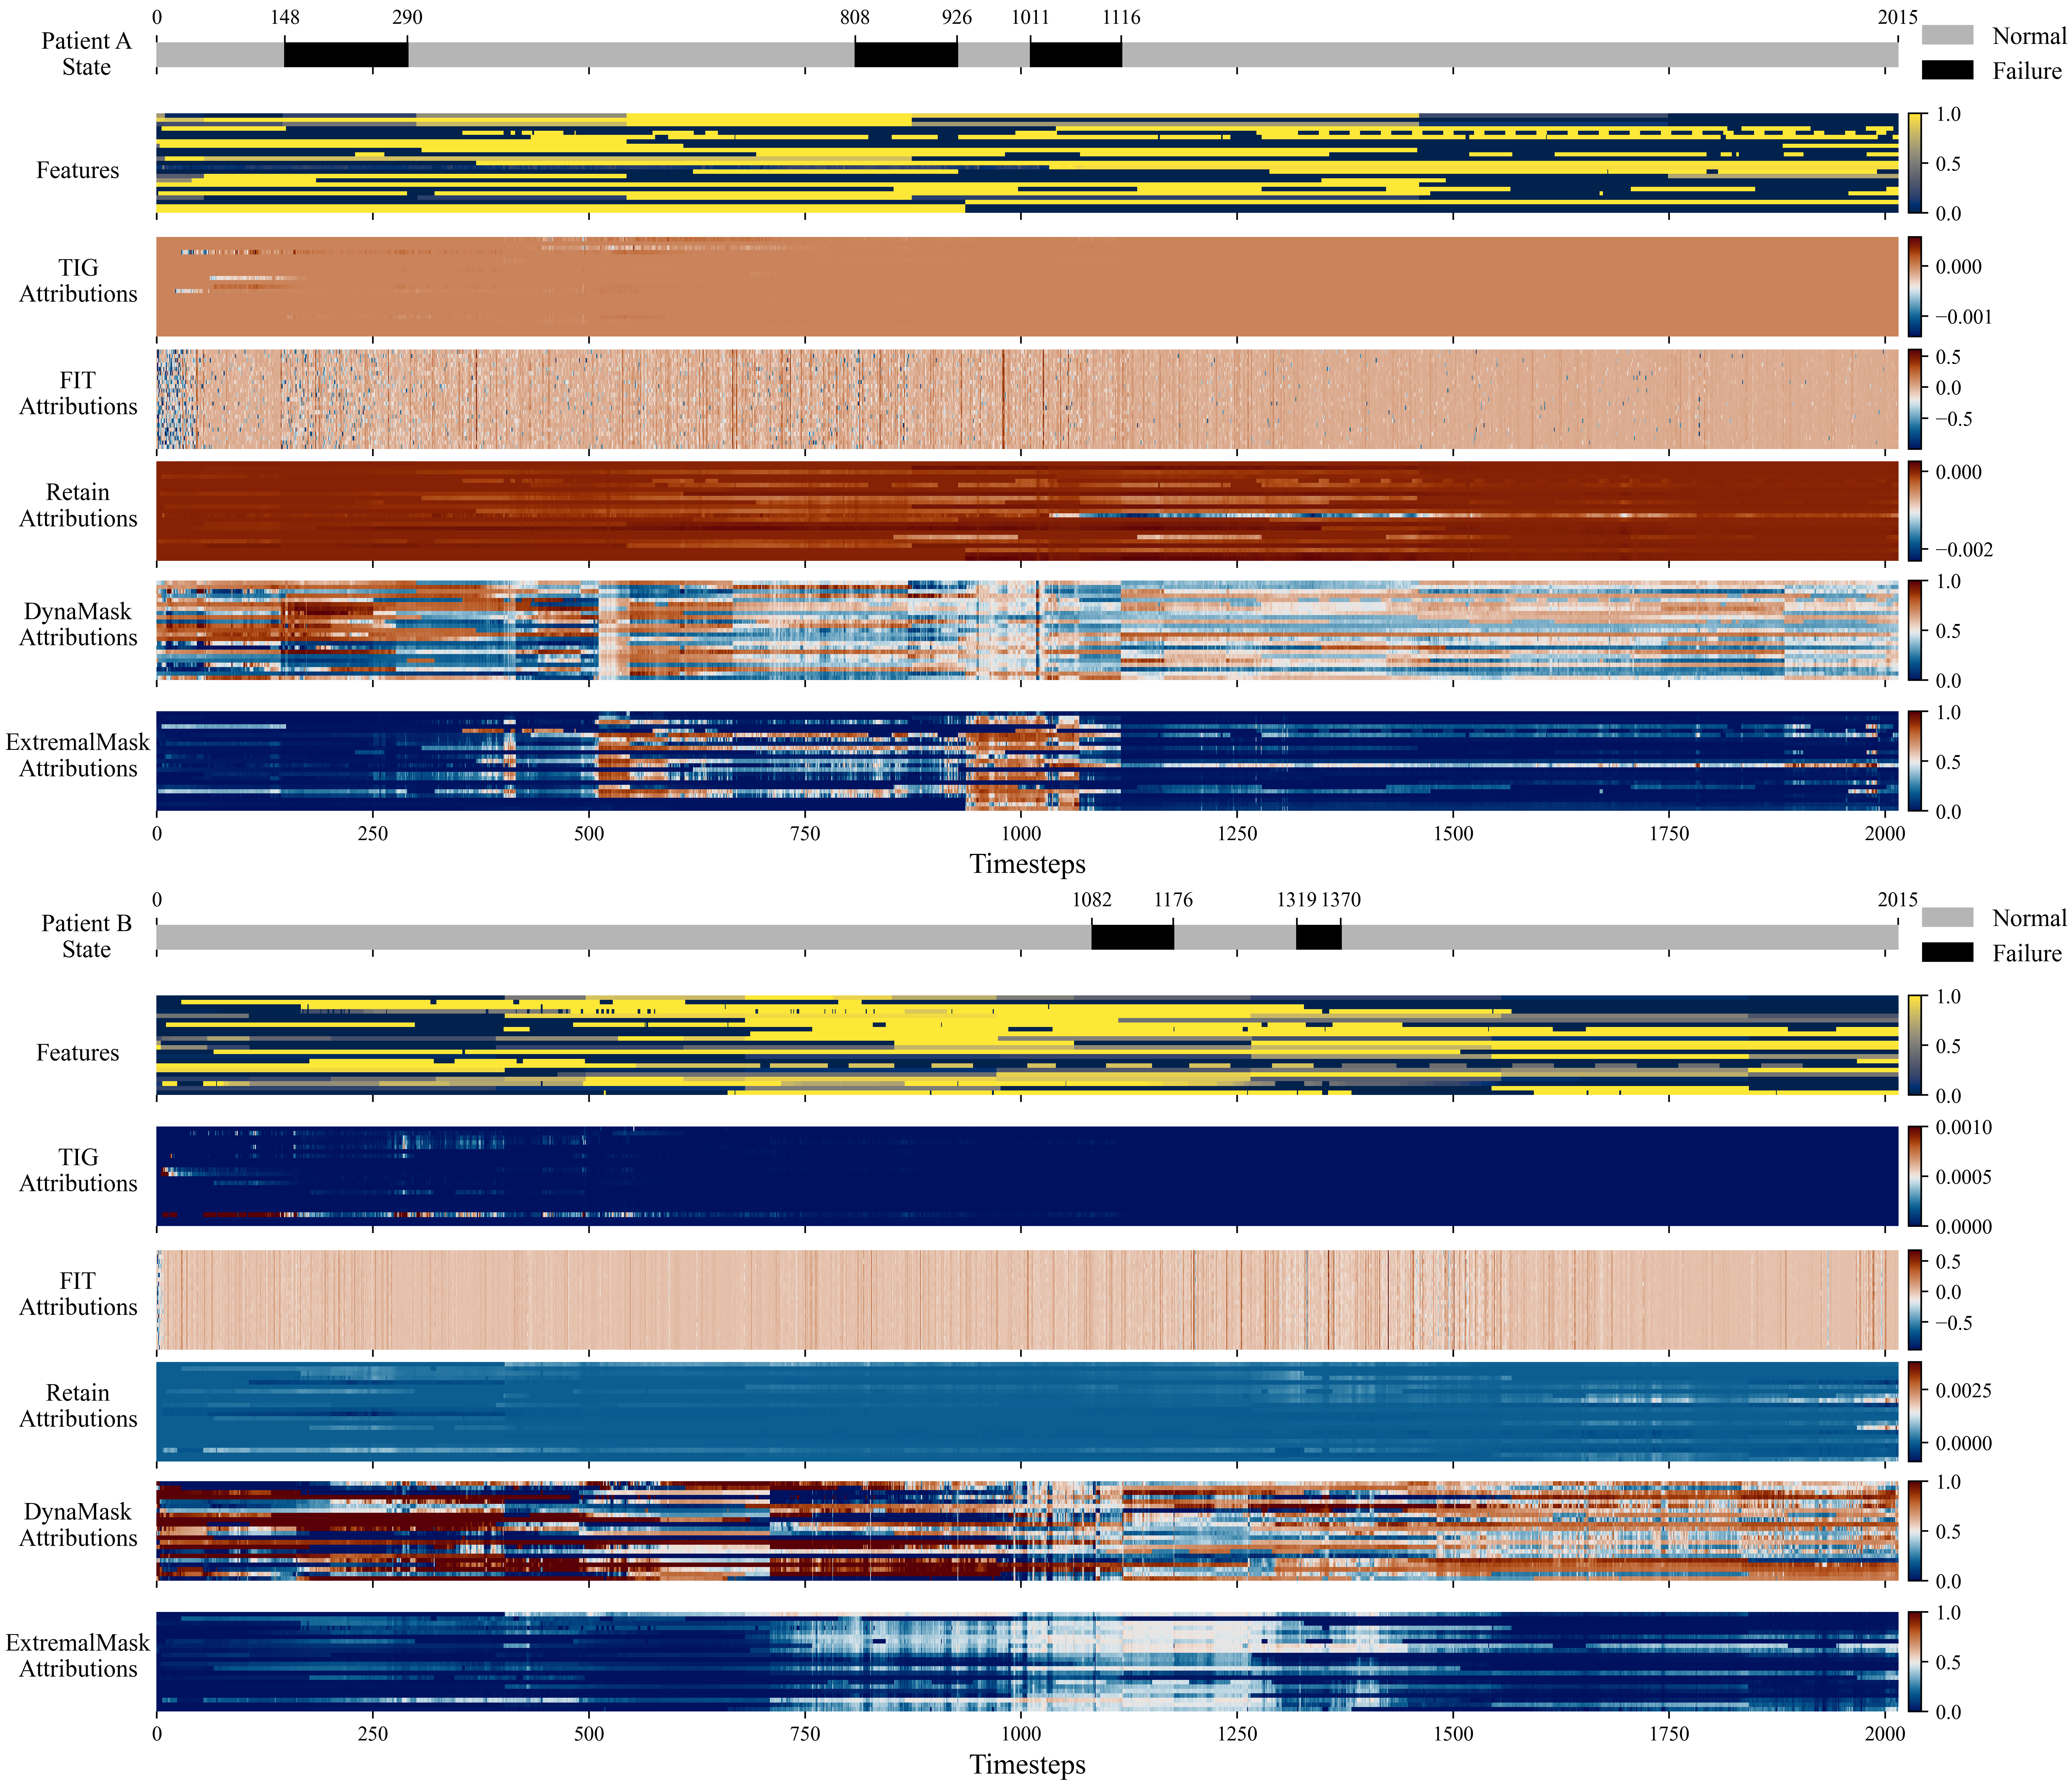 0 148 290 808 926 1011 1116 2015
Patient A
State
Normal
Failure
Features
1.0
0.5
0.0
TIG
Attributions
0.000
−0.001
FIT
Attributions
0.5
0.0
−0.5
Retain
Attributions
0.000
−0.002
DynaMask
Attributions
1.0
0.5
0.0
ExtremalMask
Attributions
1.0
0.5
0.0
0 250 500 750 1000 1250 1500 1750 2000
Timesteps
0 1082 1176 1319 1370 2015
Patient B
State
Normal
Failure
Features
1.0
0.5
0.0
TIG
Attributions
0.0010
0.0005
0.0000
FIT
Attributions
0.5
0.0
−0.5
Retain
Attributions
0.0025
0.0000
DynaMask
Attributions
1.0
0.5
0.0
ExtremalMask
Attributions
1.0
0.5
0.0
0 250 500 750 1000 1250 1500 1750 2000
Timesteps